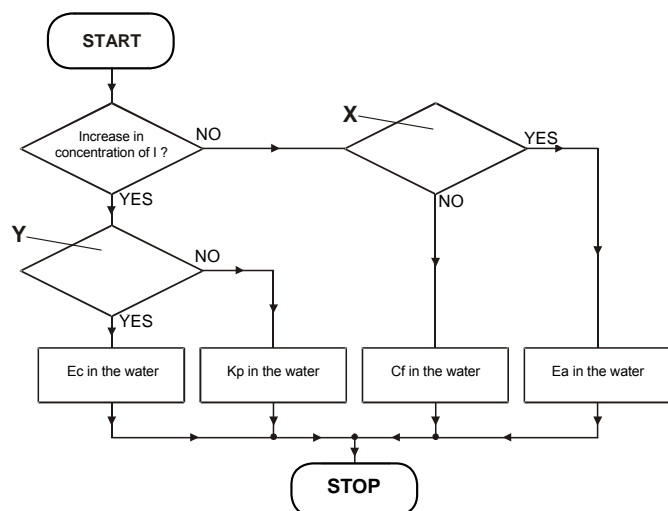 START
Increase in
concentration of I ?
NO
YES
X
YES
NO
Y
NO
YES
Ec in the water
Kp in the water
Cf in the water
Ea in the water
STOP